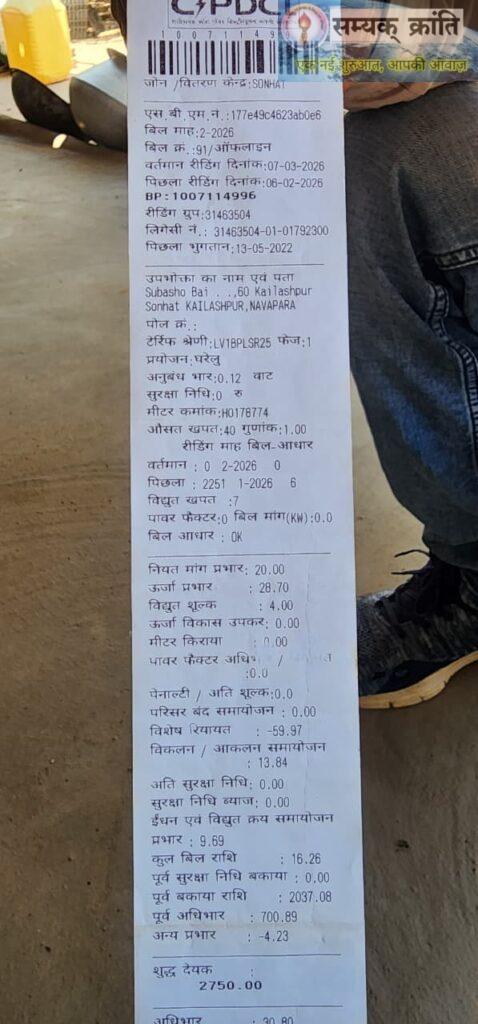 CSPDCL
सम्यक् क्रांति
एक नई शुरुआत, आपकी आवाज़
जोन /वितरण केन्द्र:SONHAT
एस.बी.एम.नं.:177e49c4623ab0e6
बिल माह:2-2026
बिल क्र.:91/ऑफलाइन
वर्तमान रीडिंग दिनांक:07-03-2026
पिछला रीडिंग दिनांक:06-02-2026
BP:1007114996
रीडिंग ग्रुप:31463504
लिगेसी नं.: 31463504-01-01792300
पिछला भुगतान:13-05-2022
उपभोक्ता का नाम एवं पता
Subasho Bai . ..,60 Kailashpur
Sonhat KAILASHPUR,NAVAPARA
पोल क्रं.:
टेर्रिफ श्रेणी:LV1BPLSR25 फेज:1
प्रयोजन:घरेलु
अनुबंध भार:0.12 वाट
सुरक्षा निधि:0 रु
मीटर कमांक:H0178774
औसत खपत:40 गुणांक:1.00
रीडिंग माह बिल-आधार
वर्तमान : 0 2-2026 0
पिछला : 2251 1-2026 6
विद्युत खपत :7
पावर फैक्टर:0 बिल मांग(KW):0.0
बिल आधार : OK
नियत मांग प्रभार: 20.00
ऊर्जा प्रभार : 28.70
विद्युत शूल्क : 4.00
ऊर्जा विकास उपकर: 0.00
मीटर किराया : 0.00
पावर फैक्टर अधि /
:0.0
पेनाल्टी / अति शूल्क:0.0
परिसर बंद समायोजन : 0.00
विशेष रियायत : -59.97
विकलन / आकलन समायोजन
: 13.84
अति सुरक्षा निधि: 0.00
सुरक्षा निधि ब्याज: 0.00
ईंधन एवं विद्युत क्रय समायोजन
प्रभार : 9.69
कुल बिल राशि : 16.26
पूर्व सुरक्षा निधि बकाया : 0.00
पूर्व बकाया राशि : 2037.08
पूर्व अधिभार : 700.89
अन्य प्रभार : -4.23
शुद्ध देयक :
2750.00
अधिभार : 30.80